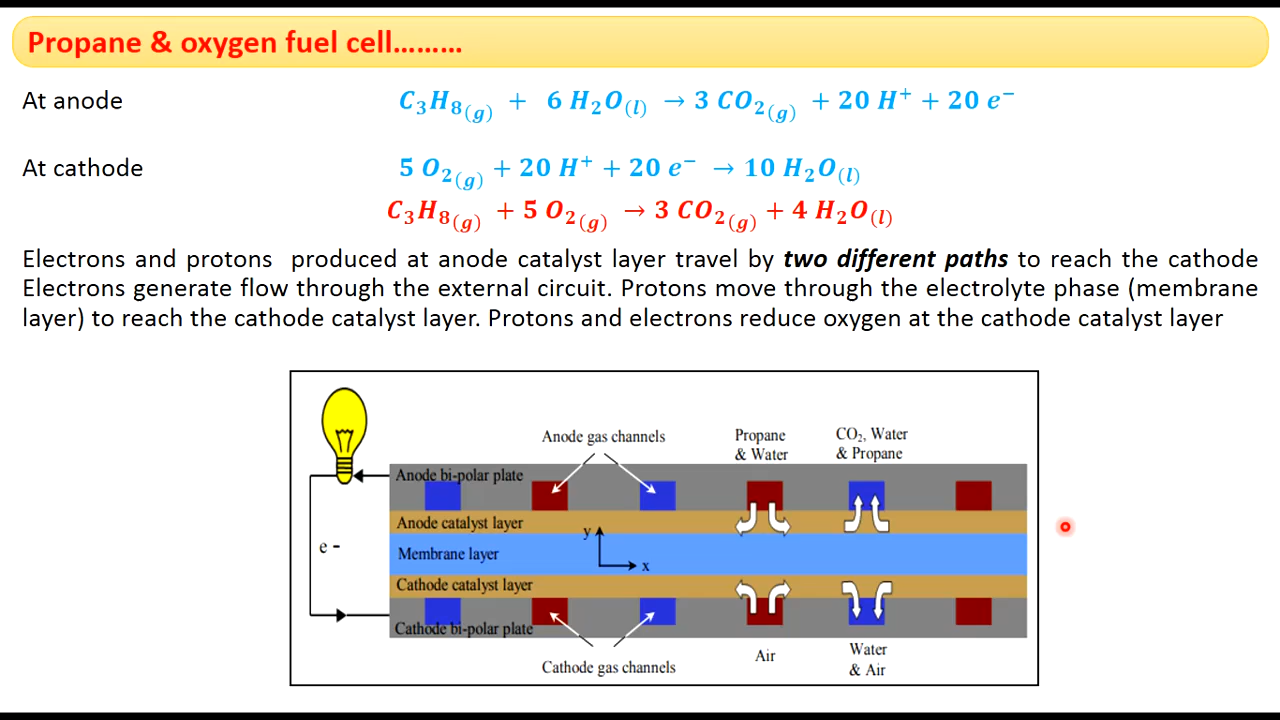 Propane & oxygen fuel cell.........
At anode C₃H₈₍g₎ + 6 H₂O₍l₎ → 3 CO₂₍g₎ + 20 H⁺ + 20 e⁻
At cathode 5 O₂₍g₎ + 20 H⁺ + 20 e⁻ → 10 H₂O₍l₎
C₃H₈₍g₎ + 5 O₂₍g₎ → 3 CO₂₍g₎ + 4 H₂O₍l₎
Electrons and protons produced at anode catalyst layer travel by two different paths to reach the cathode
Electrons generate flow through the external circuit. Protons move through the electrolyte phase (membrane
layer) to reach the cathode catalyst layer. Protons and electrons reduce oxygen at the cathode catalyst layer
Anode gas channels
Propane
& Water
CO₂, Water
& Propane
Anode bi-polar plate
Anode catalyst layer
y
e -
Membrane layer
x
Cathode catalyst layer
Cathode bi-polar plate
Cathode gas channels
Air
Water
& Air